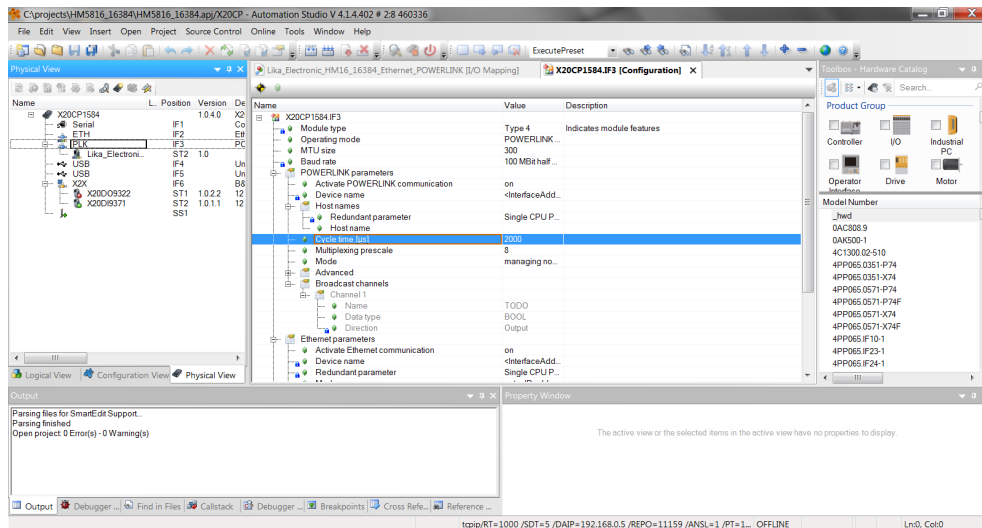 C:\projects\HM5816_16384\HM5816_16384.apj/X20CP - Automation Studio V 4.1.4.402 # 2:8 460336
File Edit View Insert Open Project Source Control Online Tools Window Help
ExecutePreset
Physical View
Name L. Position Version De
X20CP1584 1.0.4.0 X2
Serial IF1 Co
ETH IF2 Eth
PLK IF3 PC
Lika_Electroni... ST2 1.0
USB IF4 Un
USB IF5 Un
X2X IF6 B&
X20DO9322 ST1 1.0.2.2 12
X20DI9371 ST2 1.0.1.1 12
SS1
Logical View Configuration View Physical View
Lika_Electronic_HM16_16384_Ethernet_POWERLINK [I/O Mapping] X20CP1584.IF3 [Configuration] X
Name Value Description
X20CP1584.IF3
Module type Type 4 Indicates module features
Operating mode POWERLINK ...
MTU size 300
Baud rate 100 MBit half ...
POWERLINK parameters
Activate POWERLINK communication on
Device name <InterfaceAdd...
Host names
Redundant parameter Single CPU P...
Host name
Cycle time [µs] 2000
Multiplexing prescale 8
Mode managing no...
Advanced
Broadcast channels
Channel 1
Name TODO
Data type BOOL
Direction Output
Ethernet parameters
Activate Ethernet communication on
Device name <InterfaceAdd...
Redundant parameter Single CPU P...
Toolbox - Hardware Catalog
Search...
Product Group
Controller I/O Industrial PC
Operator Interface Drive Motor
Model Number
_hwd
0AC808.9
0AK500-1
4C1300.02-510
4PP065.0351-P74
4PP065.0351-X74
4PP065.0571-P74
4PP065.0571-P74F
4PP065.0571-X74
4PP065.0571-X74F
4PP065.IF10-1
4PP065.IF23-1
4PP065.IF24-1
Output
Parsing files for SmartEdit Support...
Parsing finished
Open project: 0 Error(s) - 0 Warning(s)
Output Debugger ... Find in Files Callstack Debugger ... Breakpoints Cross Refe... Reference ...
Property Window
The active view or the selected items in the active view have no properties to display.
tcpip/RT=1000 /SDT=5 /DAIP=192.168.0.5 /REPO=11159 /ANSL=1 /PT=1... OFFLINE Ln:0, Col:0